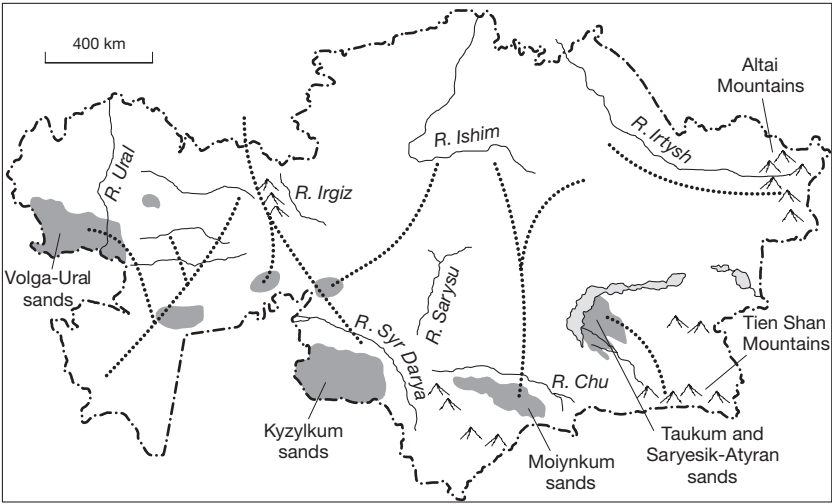 400 km
Altai
Mountains
R. Ishim
R. Irtysh
R. Ural
R. Irgiz
Volga-Ural
sands
R. Sarysu
Tien Shan
Mountains
R. Syr Darya
R. Chu
Kyzylkum
sands
Moiynkum
sands
Taukum and
Saryesik-Atyran
sands